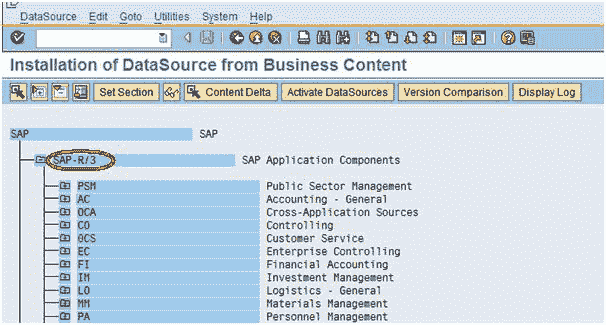 DataSource Edit Goto Utilities System Help
Installation of DataSource from Business Content
Set Section Content Delta Activate DataSources Version Comparison Display Log
SAP SAP
SAP-R/3 SAP Application Components
PSM Public Sector Management
AC Accounting - General
OCA Cross-Application Sources
CO Controlling
0CS Customer Service
EC Enterprise Controlling
FI Financial Accounting
IM Investment Management
LO Logistics - General
MM Materials Management
PA Personnel Management